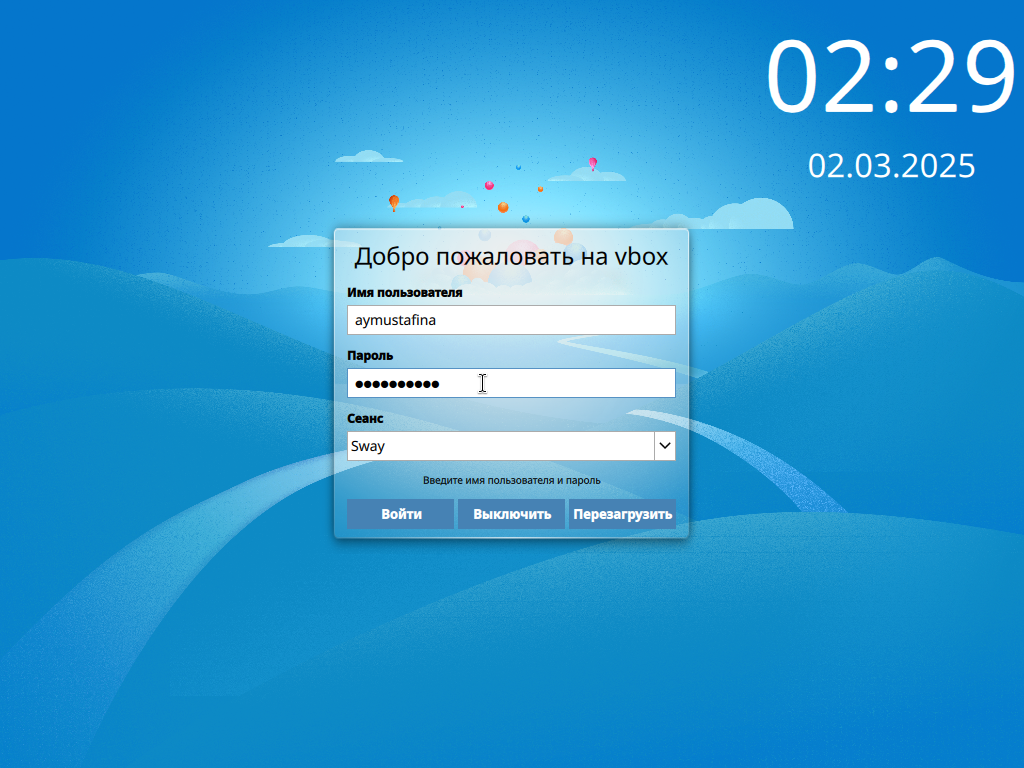 02:29
02.03.2025
Добро пожаловать на vbox
Имя пользователя
aymustafina
Пароль
●●●●●●●●●●
Сеанс
Sway
Введите имя пользователя и пароль
Войти Выключить Перезагрузить